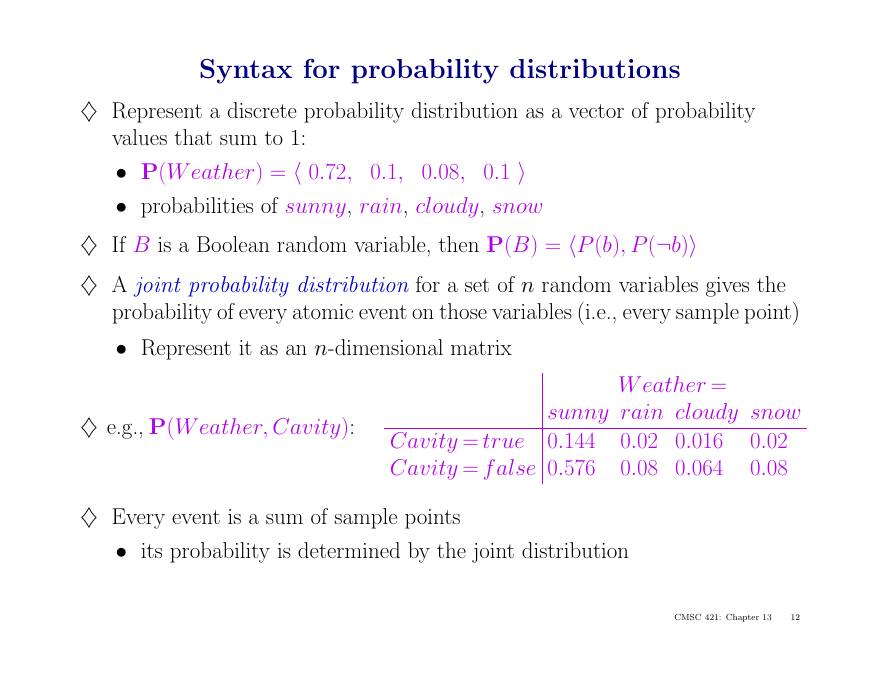 Syntax for probability distributions
♢ Represent a discrete probability distribution as a vector of probability
values that sum to 1:
• P(Weather) = ⟨ 0.72, 0.1, 0.08, 0.1 ⟩
• probabilities of sunny, rain, cloudy, snow
♢ If B is a Boolean random variable, then P(B) = ⟨P(b), P(¬b)⟩
♢ A joint probability distribution for a set of n random variables gives the
probability of every atomic event on those variables (i.e., every sample point)
• Represent it as an n-dimensional matrix
Weather =
sunny rain cloudy snow
♢ e.g., P(Weather, Cavity):
Cavity = true 0.144 0.02 0.016 0.02
Cavity = false 0.576 0.08 0.064 0.08
♢ Every event is a sum of sample points
• its probability is determined by the joint distribution
CMSC 421: Chapter 13 12